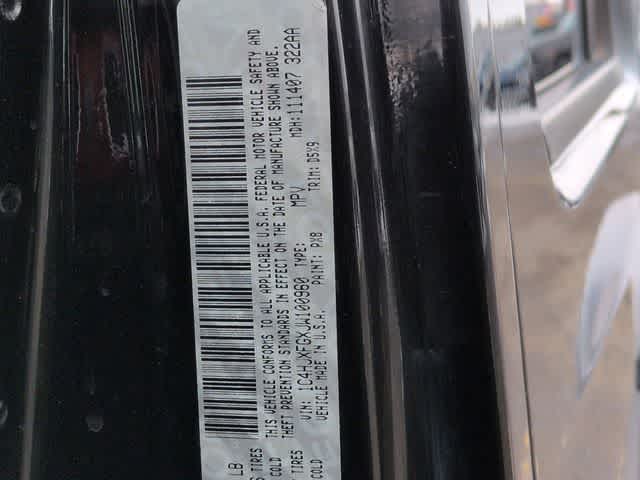 LB
S TIRES
COLD
THIS VEHICLE CONFORMS TO ALL APPLICABLE U.S.A. FEDERAL MOTOR VEHICLE SAFETY AND
THEFT PREVENTION STANDARDS IN EFFECT ON THE DATE OF MANUFACTURE SHOWN ABOVE.
TIRES
VIN: 1C4HJXFGXJW100960 TYPE: MPV MDH: 111407 322AA
COLD
VEHICLE MADE IN U.S.A. PAINT: PX8 TRIM: D5X9